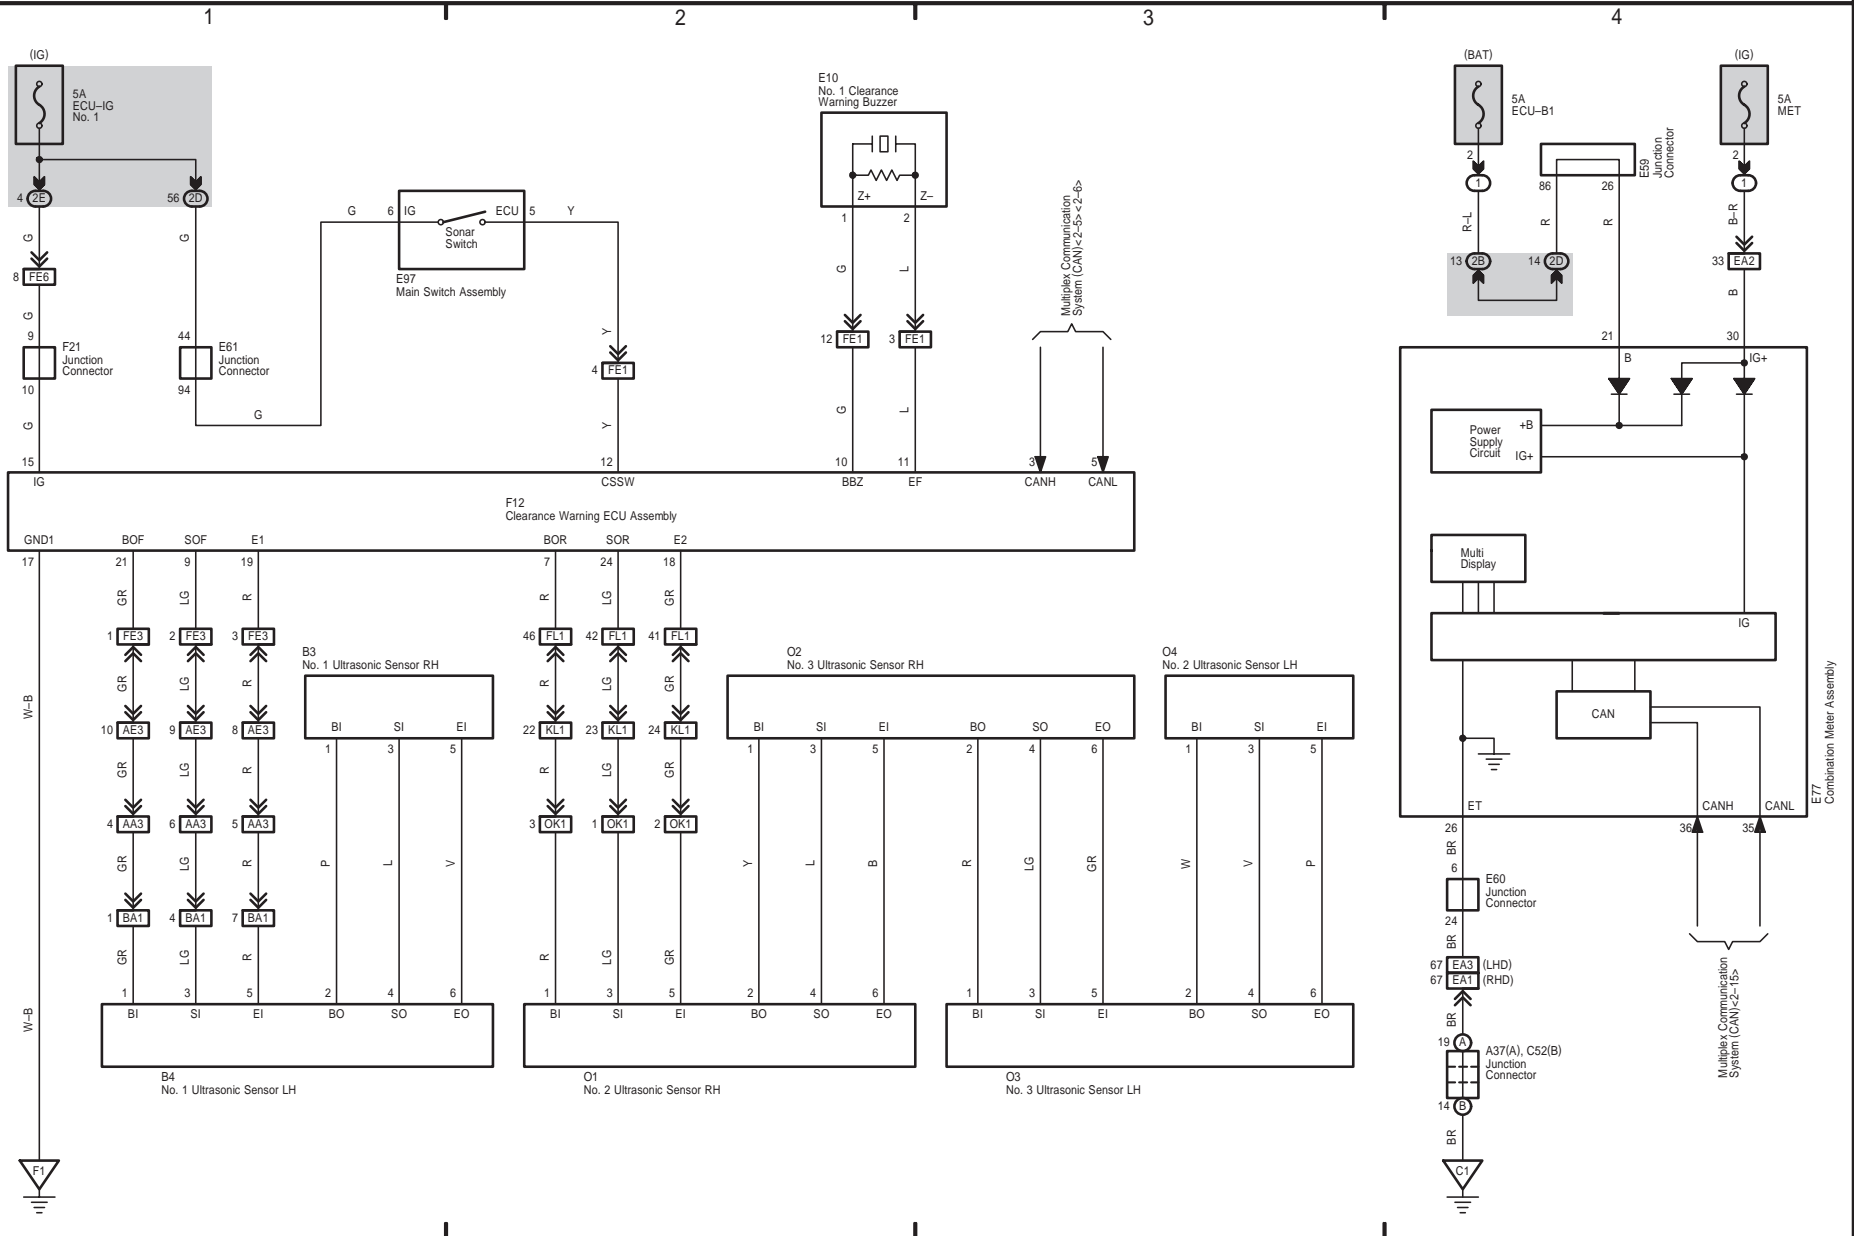 1
2
3
4
(IG)
5A
ECU–IG
No. 1
4
2E
56
2D
G
G
8
FE6
G
9
F21
Junction
Connector
10
G
44
E61
Junction
Connector
94
G
G
6
IG
ECU
5
Y
Sonar
Switch
E97
Main Switch Assembly
Y
4
FE1
Y
E10
No. 1 Clearance
Warning Buzzer
Z+
Z–
1
2
G
L
12
FE1
3
FE1
G
L
Multiplex Communication
System (CAN)<2–5><2–6>
15
12
10
11
3
5
IG
CSSW
BBZ
EF
CANH
CANL
F12
Clearance Warning ECU Assembly
GND1
BOF
SOF
E1
BOR
SOR
E2
17
21
9
19
7
24
18
GR
LG
R
R
LG
GR
1
FE3
2
FE3
3
FE3
46
FL1
42
FL1
41
FL1
GR
LG
R
R
LG
GR
W–B
10
AE3
9
AE3
8
AE3
22
KL1
23
KL1
24
KL1
GR
LG
R
R
LG
GR
4
AA3
6
AA3
5
AA3
3
OK1
1
OK1
2
OK1
GR
LG
R
1
BA1
4
BA1
7
BA1
GR
LG
R
R
LG
GR
B3
No. 1 Ultrasonic Sensor RH
BI
SI
EI
1
3
5
P
L
V
O2
No. 3 Ultrasonic Sensor RH
BI
SI
EI
BO
SO
EO
1
3
5
2
4
6
Y
L
B
R
LG
GR
O4
No. 2 Ultrasonic Sensor LH
BI
SI
EI
1
3
5
W
V
P
W–B
1
3
5
2
4
6
BI
SI
EI
BO
SO
EO
B4
No. 1 Ultrasonic Sensor LH
1
3
5
2
4
6
BI
SI
EI
BO
SO
EO
O1
No. 2 Ultrasonic Sensor RH
1
3
5
2
4
6
BI
SI
EI
BO
SO
EO
O3
No. 3 Ultrasonic Sensor LH
F1
(BAT)
5A
ECU–B1
2
1
R–L
13
2B
14
2D
86
26
E59
Junction
Connector
R
R
(IG)
5A
MET
2
1
B–R
33
EA2
B
21
30
B
IG+
Power
Supply
Circuit
+B
IG+
Multi
Display
IG
CAN
ET
CANH
CANL
E77
Combination Meter Assembly
26
36
35
BR
6
E60
Junction
Connector
24
BR
67
EA3
(LHD)
67
EA1
(RHD)
BR
19
A
A37(A), C52(B)
Junction
Connector
14
B
BR
C1
Multiplex Communication
System (CAN)<2–15>